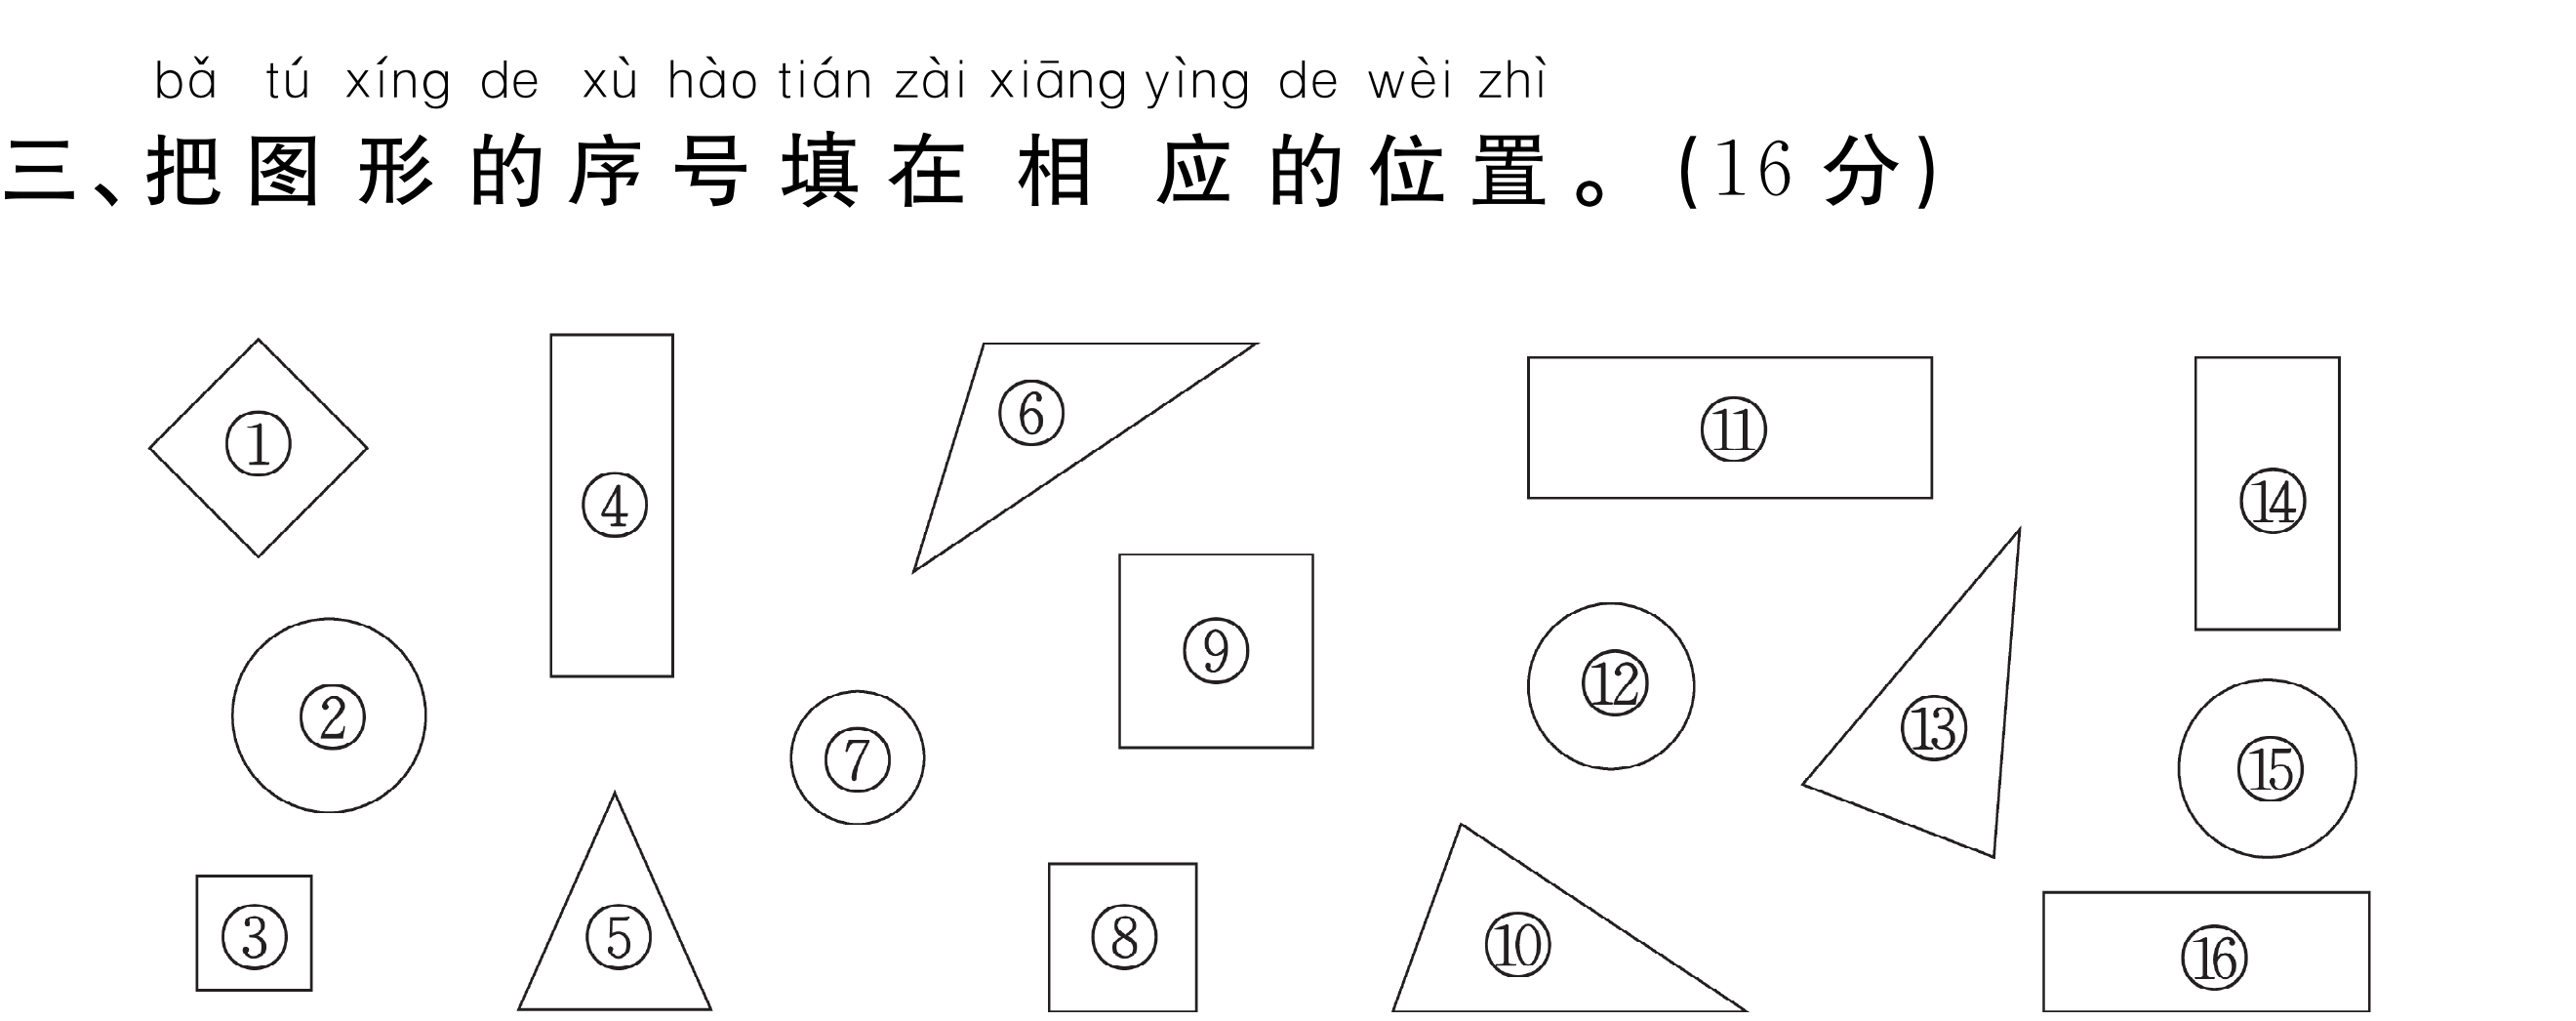 bǎ tú xíng de xù hào tián zài xiāng yìng de wèi zhì
三、把图形的序号填在相应的位置。(16分)
① ④ ⑥ ⑪ ⑭
② ⑦ ⑨ ⑫ ⑬ ⑮
③ ⑤ ⑧ ⑩ ⑯